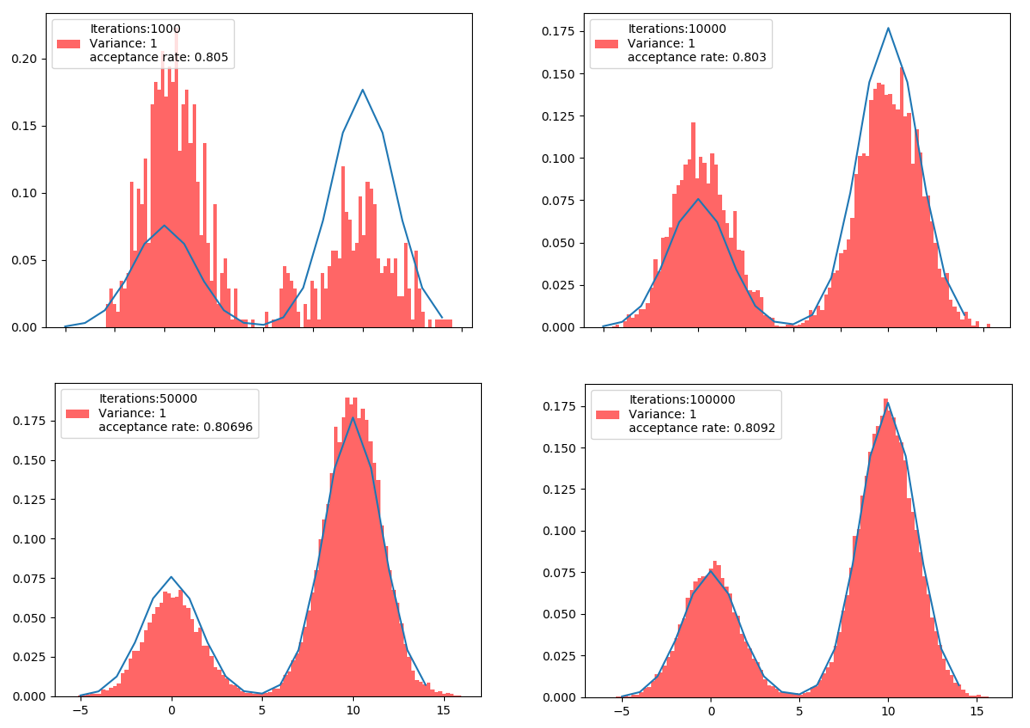 Iterations:1000
Variance: 1
acceptance rate: 0.805
0.20
0.15
0.10
0.05
0.00
Iterations:10000
Variance: 1
acceptance rate: 0.803
0.175
0.150
0.125
0.100
0.075
0.050
0.025
0.000
Iterations:50000
Variance: 1
acceptance rate: 0.80696
0.175
0.150
0.125
0.100
0.075
0.050
0.025
0.000
−5 0 5 10 15
Iterations:100000
Variance: 1
acceptance rate: 0.8092
0.175
0.150
0.125
0.100
0.075
0.050
0.025
0.000
−5 0 5 10 15